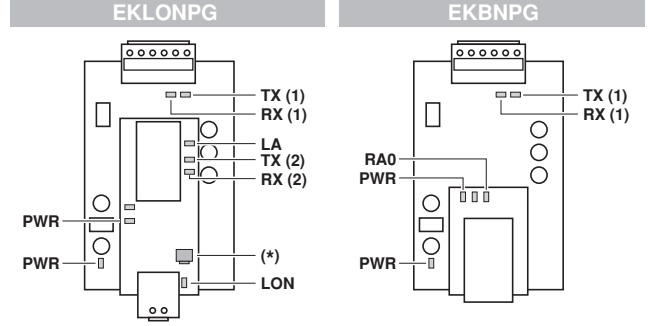 EKLONPG
TX (1)
RX (1)
LA
TX (2)
RX (2)
PWR
PWR
(*)
LON
EKBNPG
TX (1)
RX (1)
RA0
PWR
PWR